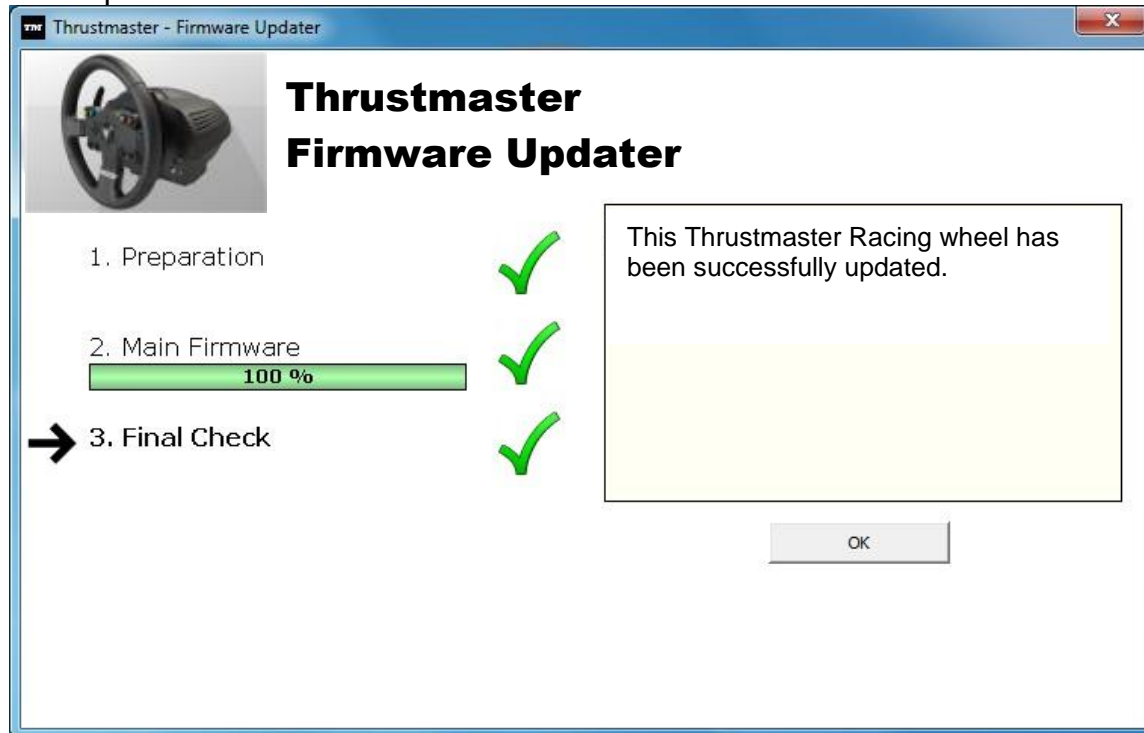 Thrustmaster - Firmware Updater
Thrustmaster
Firmware Updater
1. Preparation
2. Main Firmware
100 %
3. Final Check
This Thrustmaster Racing wheel has
been successfully updated.
OK